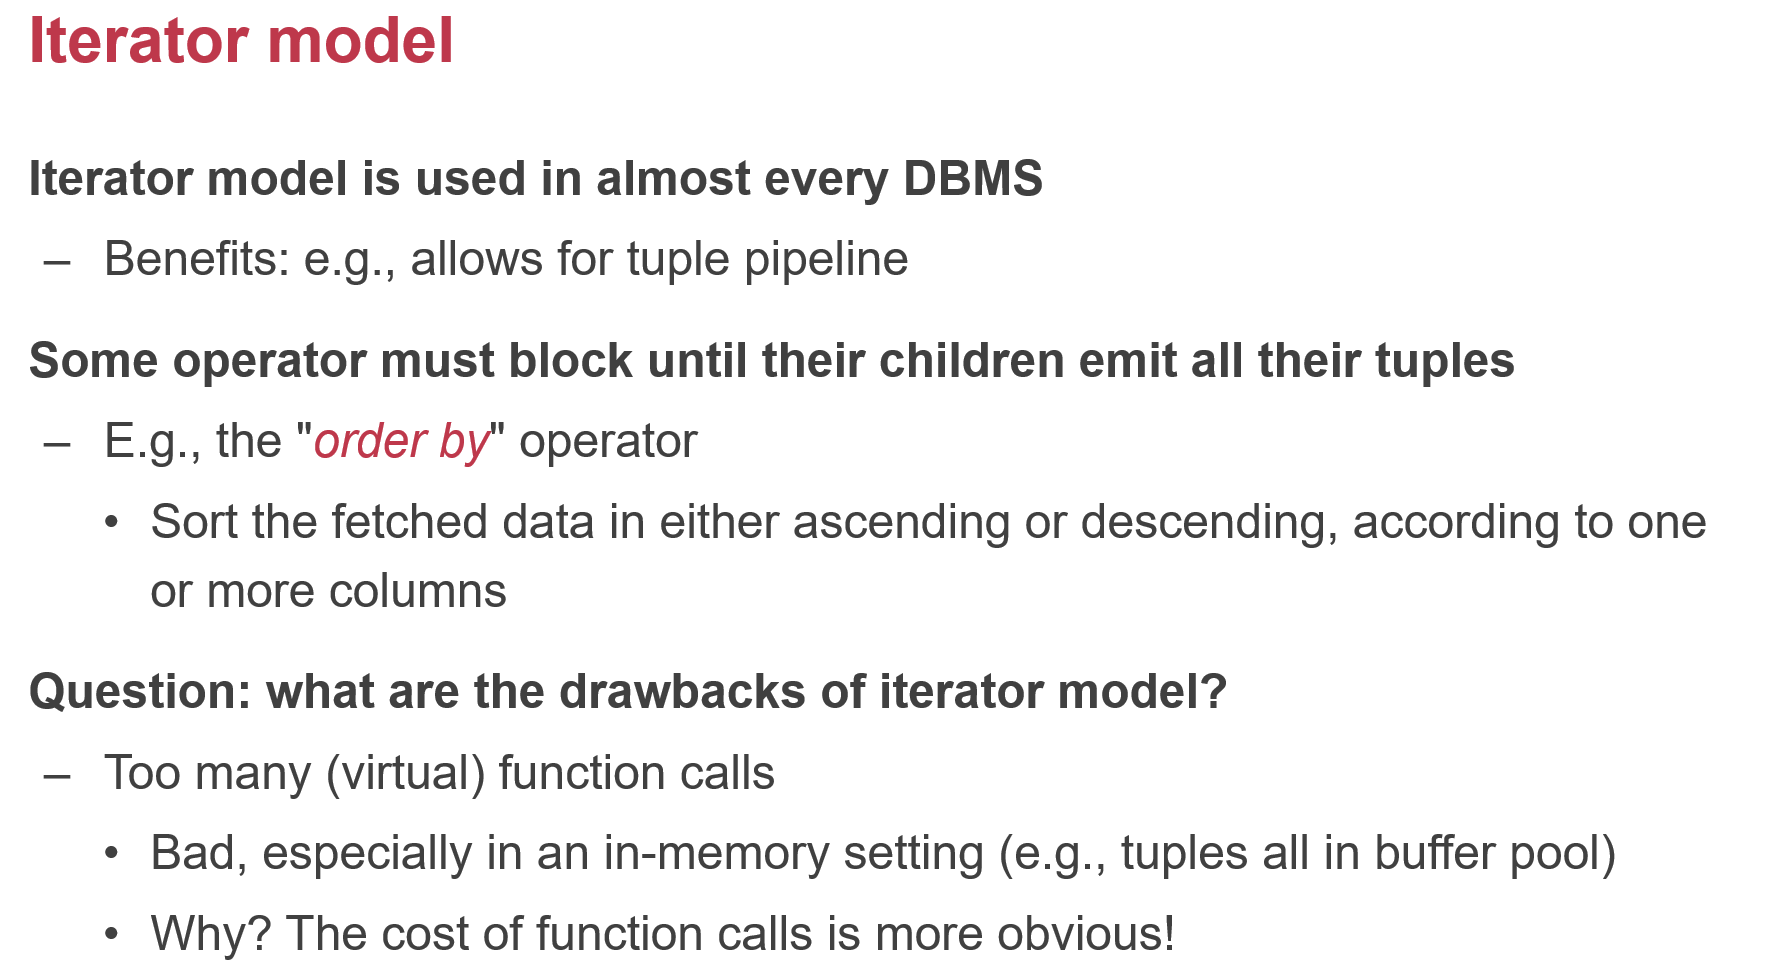 Iterator model
Iterator model is used in almost every DBMS
– Benefits: e.g., allows for tuple pipeline
Some operator must block until their children emit all their tuples
– E.g., the "order by" operator
• Sort the fetched data in either ascending or descending, according to one
or more columns
Question: what are the drawbacks of iterator model?
– Too many (virtual) function calls
• Bad, especially in an in-memory setting (e.g., tuples all in buffer pool)
• Why? The cost of function calls is more obvious!